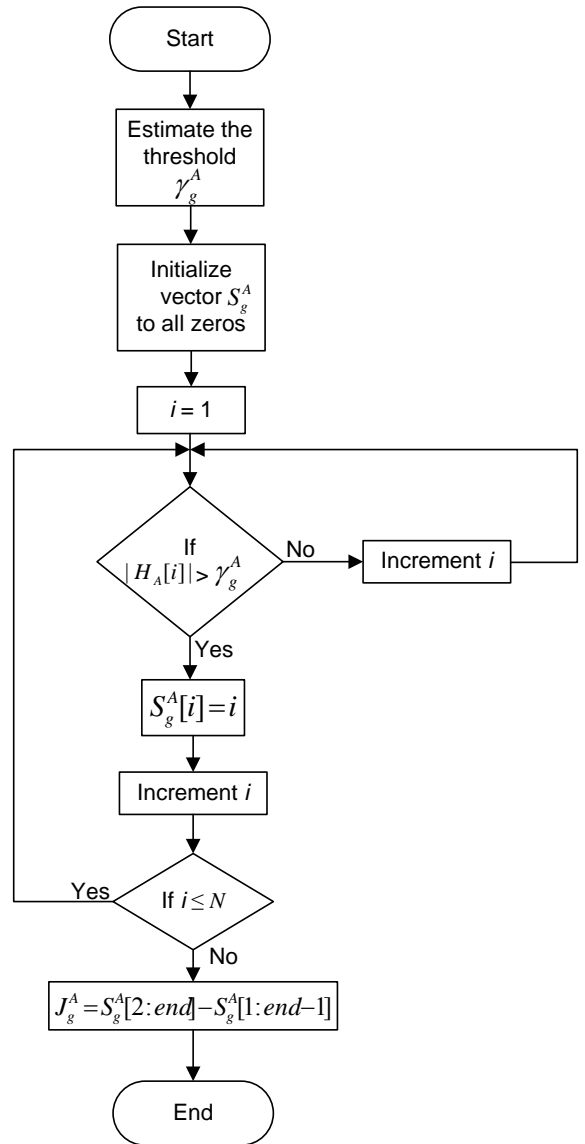 Start
Estimate the
threshold
γ_g^A
Initialize
vector S_g^A
to all zeros
i = 1
If
|H_A[i]| > γ_g^A
No
Increment i
Yes
S_g^A[i]=i
Increment i
Yes
If i ≤ N
No
J_g^A=S_g^A[2:end]−S_g^A[1:end−1]
End